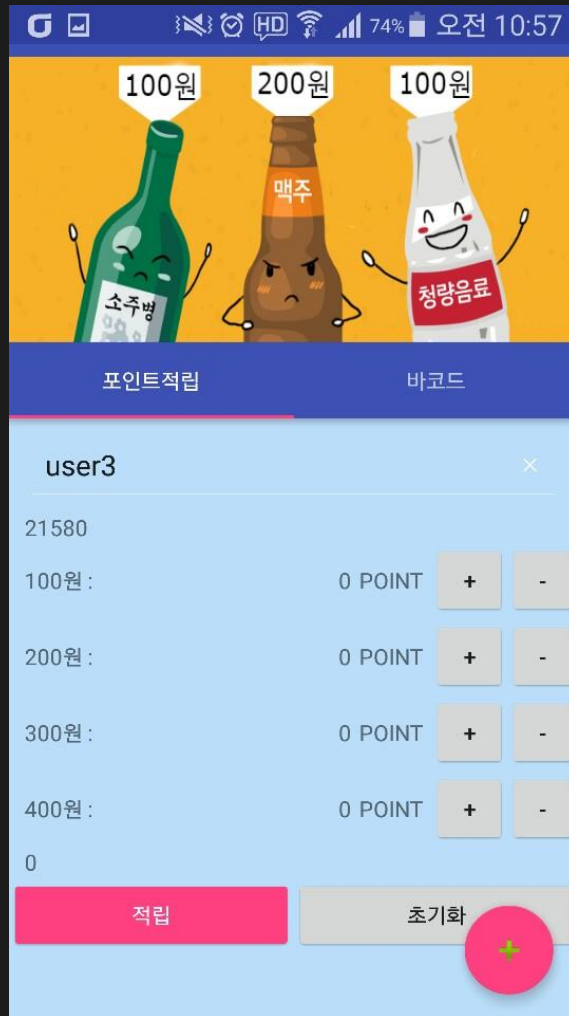 HD 74% 오전 10:57
100원 200원 100원
맥주
소주병
청량음료
포인트적립 바코드
user3 ×
21580
100원 : 0 POINT + -
200원 : 0 POINT + -
300원 : 0 POINT + -
400원 : 0 POINT + -
0
적립 초기화
+